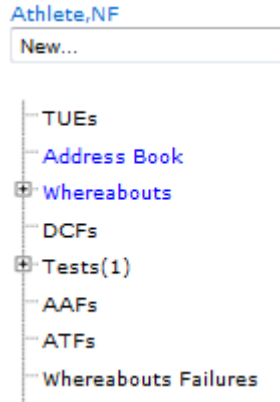 Athlete,NF
New...
TUEs
Address Book
Whereabouts
DCFs
Tests(1)
AAFs
ATFs
Whereabouts Failures